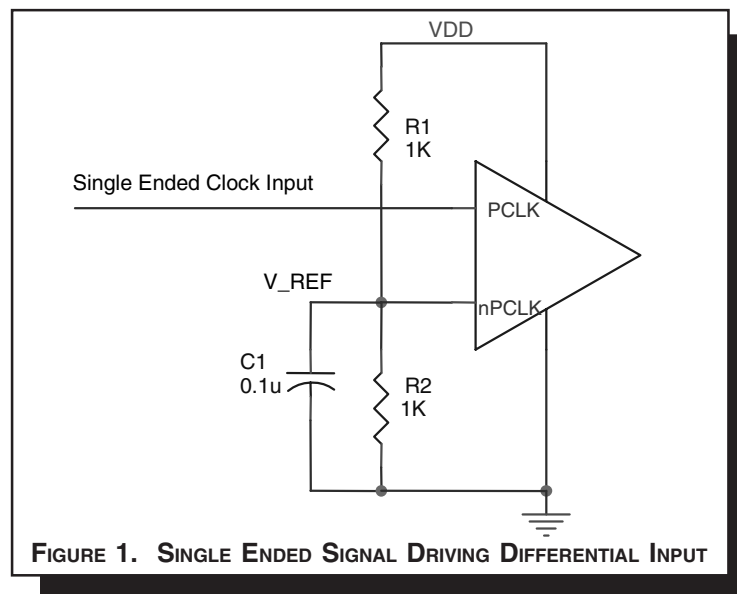 VDD
R1
1K
Single Ended Clock Input
PCLK
V_REF
nPCLK
C1
0.1u
R2
1K
FIGURE 1. SINGLE ENDED SIGNAL DRIVING DIFFERENTIAL INPUT